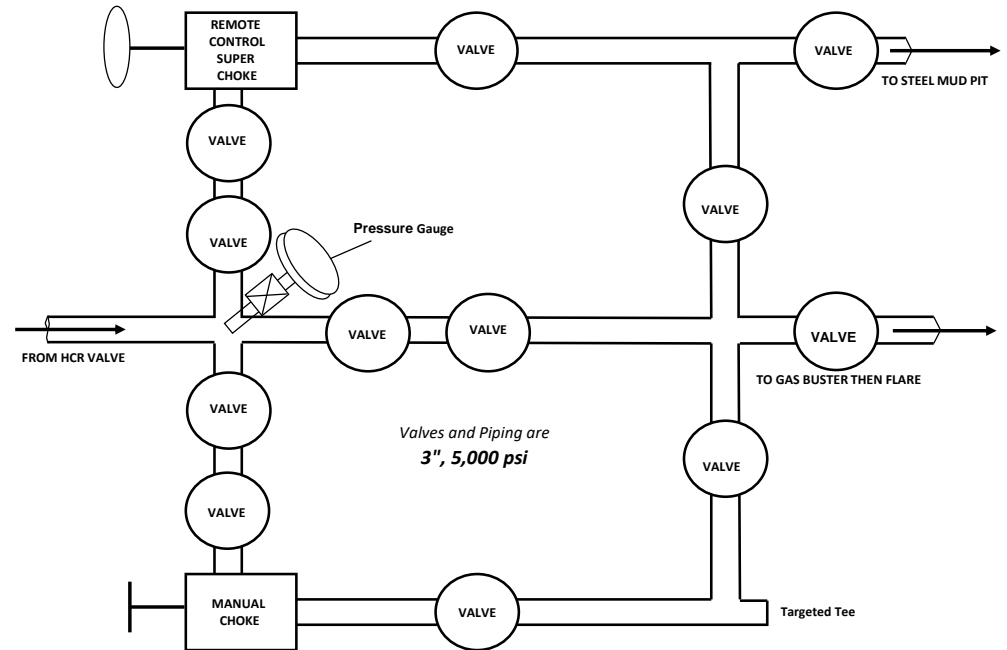 REMOTE
CONTROL
SUPER
CHOKE
VALVE
VALVE
TO STEEL MUD PIT
VALVE
VALVE
VALVE
Pressure Gauge
FROM HCR VALVE
VALVE
VALVE
VALVE
TO GAS BUSTER THEN FLARE
VALVE
Valves and Piping are
3", 5,000 psi
VALVE
VALVE
MANUAL
CHOKE
VALVE
Targeted Tee